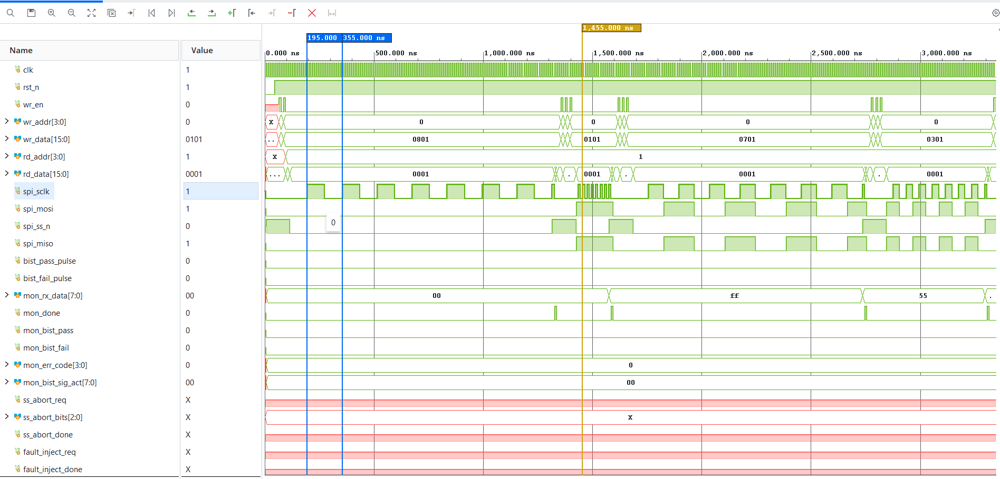 1,455.000 ns
195.000 355.000 ns
Name Value 0.000 ns 500.000 ns 1,000.000 ns 1,500.000 ns 2,000.000 ns 2,500.000 ns 3,000.000 ns
clk 1
rst_n 1
wr_en 0
wr_addr[3:0] 0 x 0 0 0 0
wr_data[15:0] 0101 .. 0801 0101 0701 0301
rd_addr[3:0] 1 x 1
rd_data[15:0] 0001 ... 0001 . 0001 . 0001 . 0001
spi_sclk 1
spi_mosi 1
spi_ss_n 0 0
spi_miso 1
bist_pass_pulse 0
bist_fail_pulse 0
mon_rx_data[7:0] 00 00 ff 55 .
mon_done 0
mon_bist_pass 0
mon_bist_fail 0
mon_err_code[3:0] 0 0
mon_bist_sig_act[7:0] 00 00
ss_abort_req X
ss_abort_bits[2:0] X x
ss_abort_done X
fault_inject_req X
fault_inject_done X